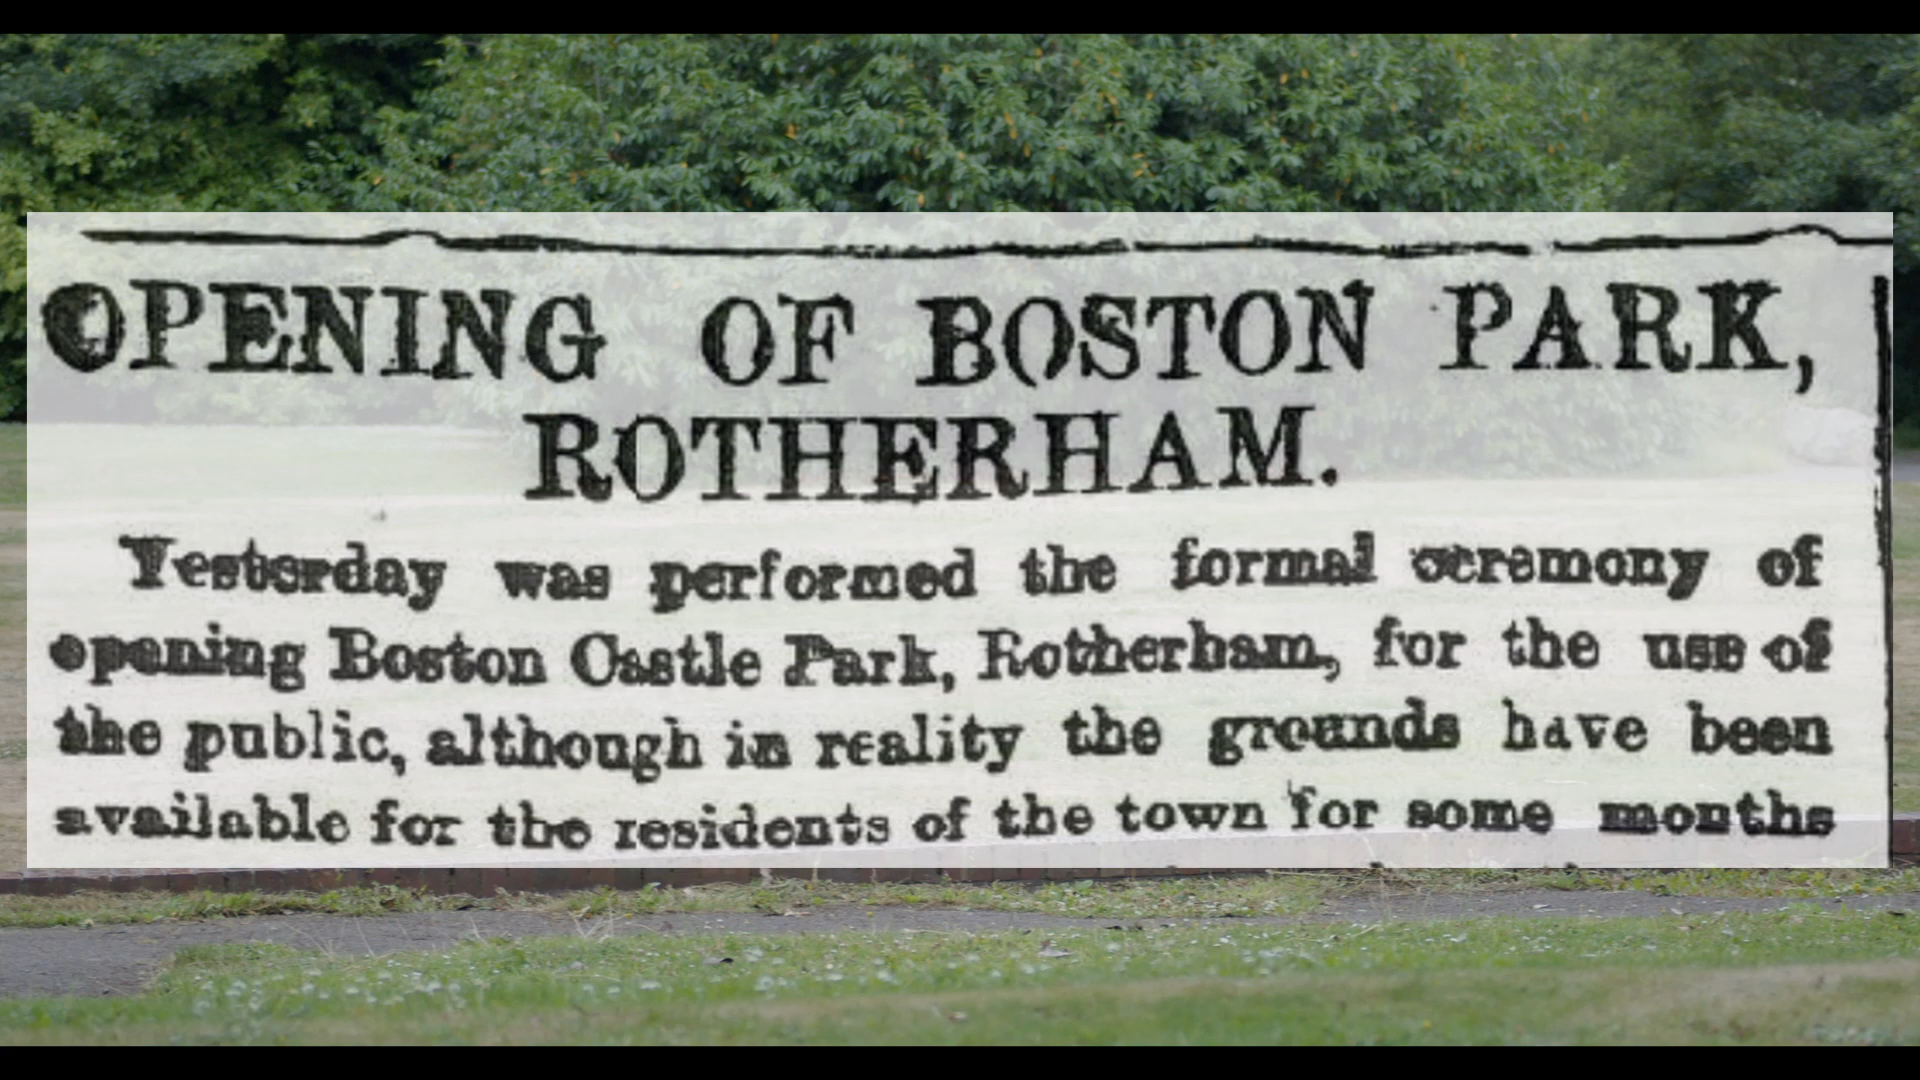 OPENING OF BOSTON PARK,
ROTHERHAM.
Yesterday was performed the formal ceremony of
opening Boston Castle Park, Rotherham, for the use of
the public, although in reality the grounds have been
available for the residents of the town for some months